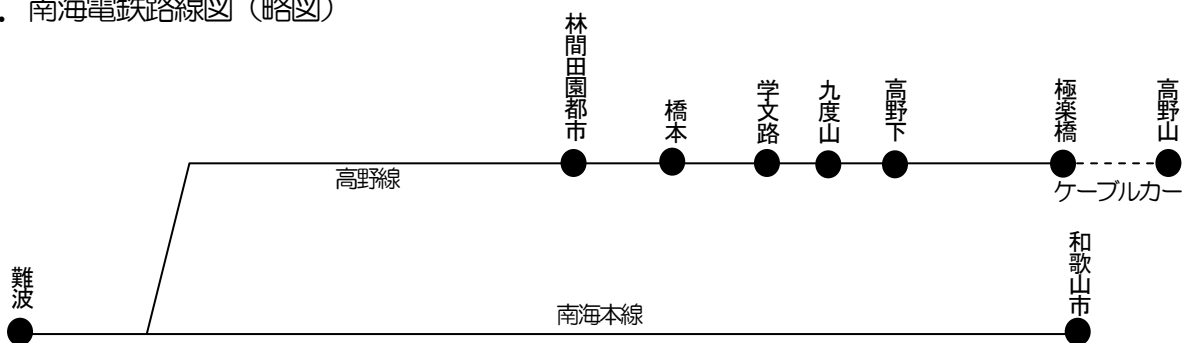 . 南海電鉄路線図（略図）
林間田園都市
橋本
学文路
九度山
高野下
極楽橋
高野山
高野線
ケーブルカー
難波
南海本線
和歌山市